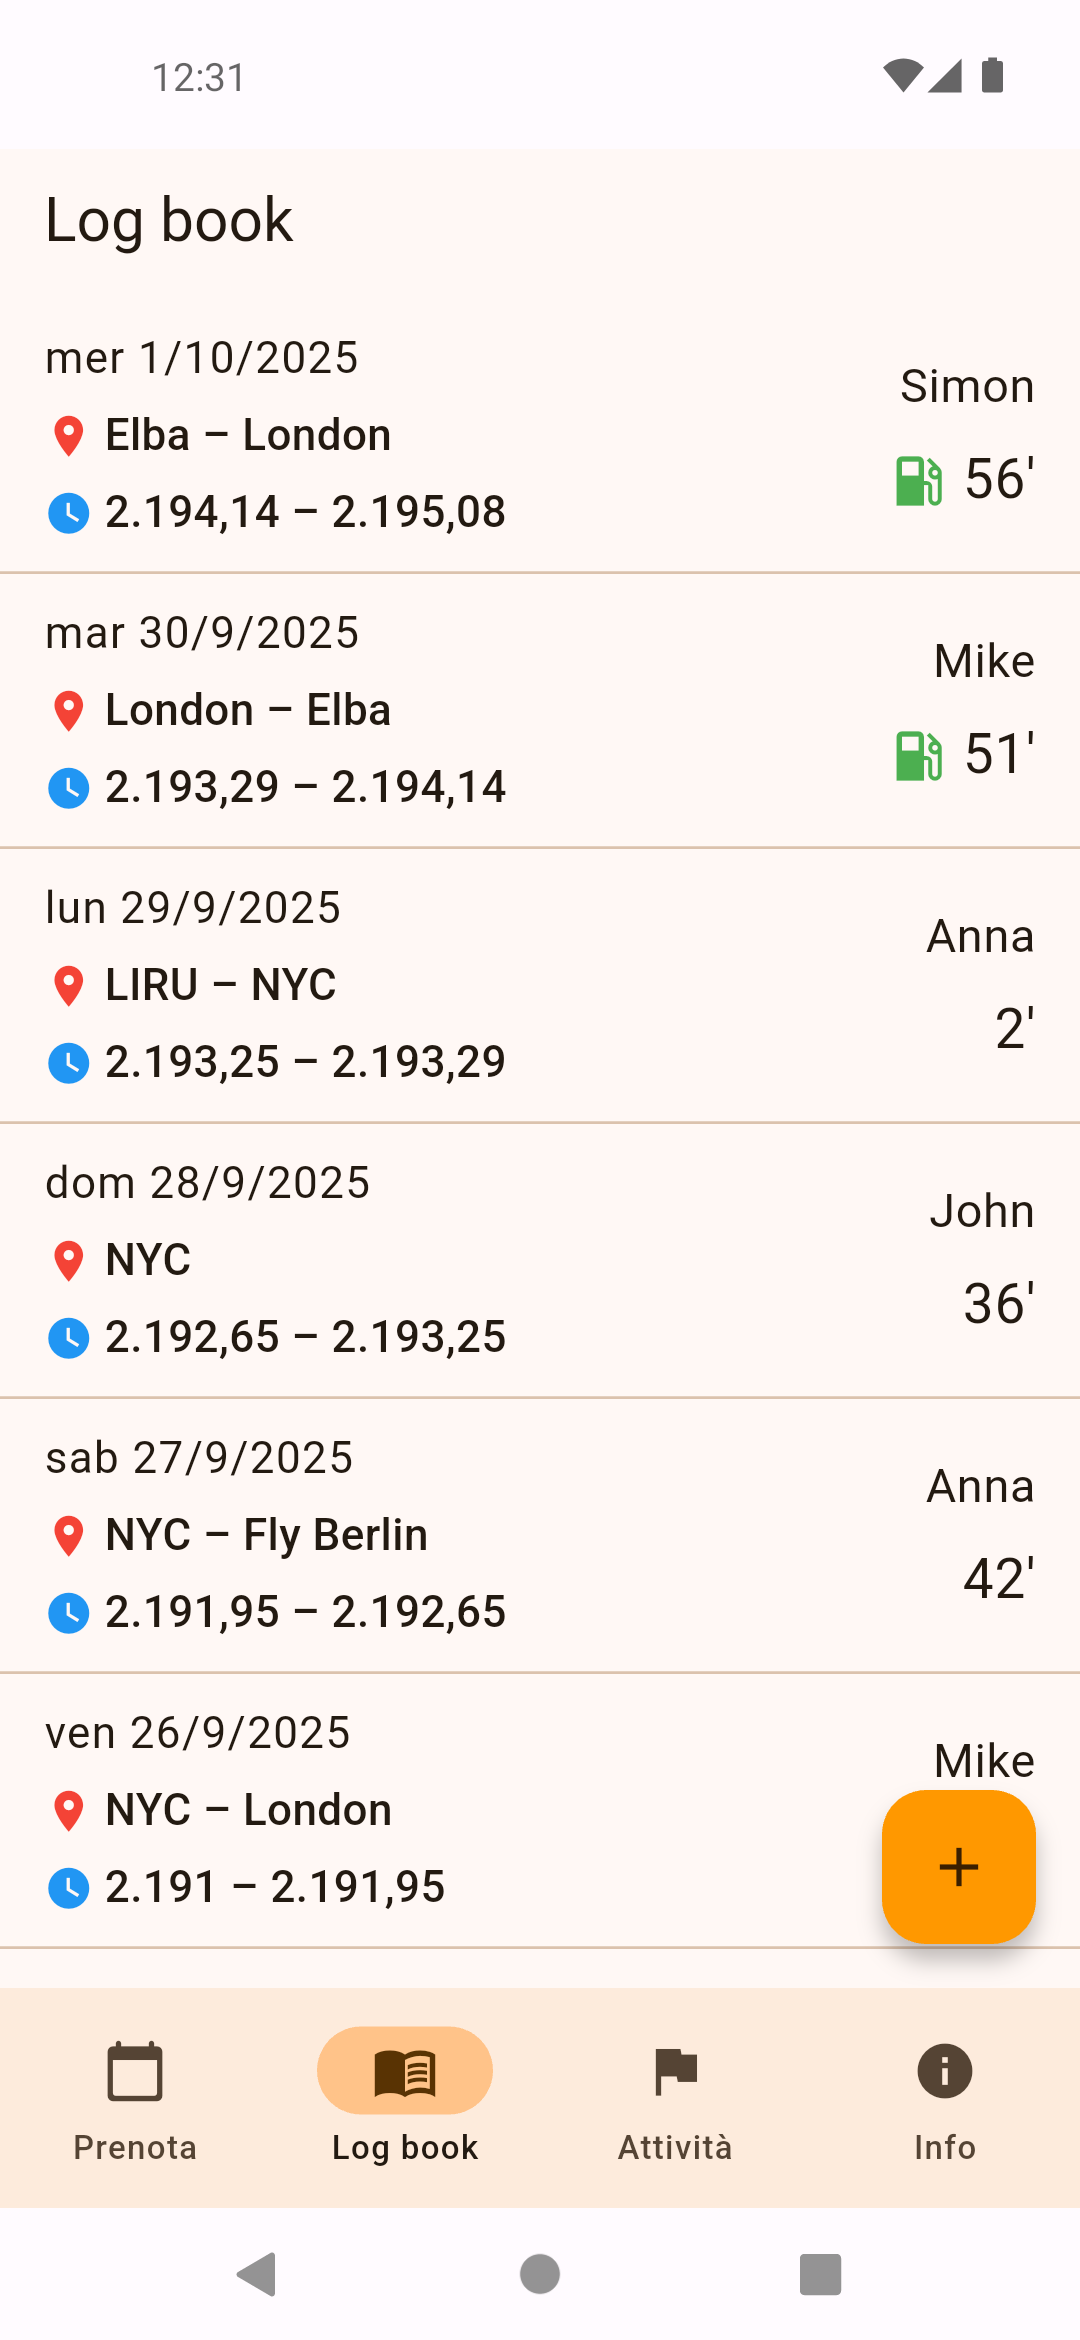 12:31
Log book
mer 1/10/2025
Simon
Elba – London
56'
2.194,14 – 2.195,08
mar 30/9/2025
Mike
London – Elba
51'
2.193,29 – 2.194,14
lun 29/9/2025
Anna
LIRU – NYC
2'
2.193,25 – 2.193,29
dom 28/9/2025
John
NYC
36'
2.192,65 – 2.193,25
sab 27/9/2025
Anna
NYC – Fly Berlin
42'
2.191,95 – 2.192,65
ven 26/9/2025
Mike
NYC – London
2.191 – 2.191,95
Prenota
Log book
Attività
Info